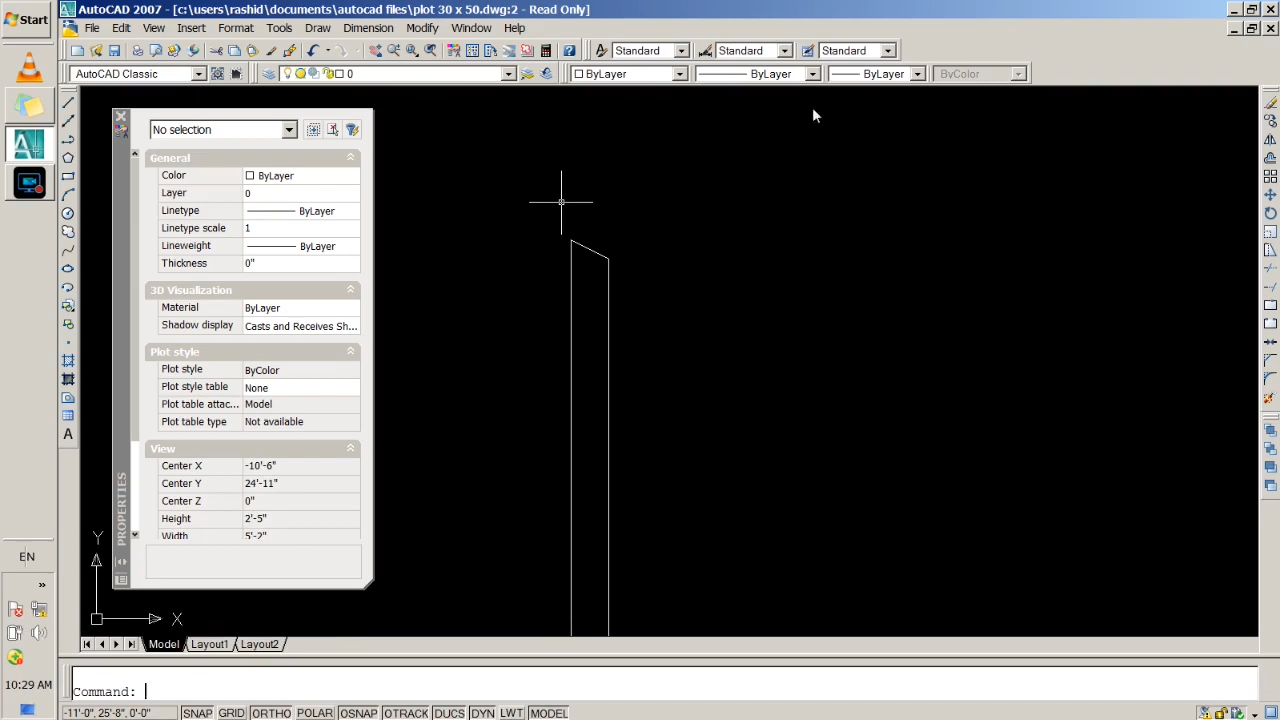 Start
AutoCAD 2007 - [c:\users\rashid\documents\autocad files\plot 30 x 50.dwg:2 - Read Only]
File Edit View Insert Format Tools Draw Dimension Modify Window Help
Standard Standard Standard
AutoCAD Classic 0 ByLayer ByLayer ByLayer ByColor
No selection
General
Color ByLayer
Layer 0
Linetype ByLayer
Linetype scale 1
Lineweight ByLayer
Thickness 0"
3D Visualization
Material ByLayer
Shadow display Casts and Receives Sh...
Plot style
Plot style ByColor
Plot style table None
Plot table attac... Model
Plot table type Not available
View
Center X -10'-6"
Center Y 24'-11"
Center Z 0"
Height 2'-5"
Width 5'-2"
PROPERTIES
Y
X
A
EN
Model Layout1 Layout2
10:29 AM
Command:
-11'-0", 25'-8", 0'-0" SNAP GRID ORTHO POLAR OSNAP OTRACK DUCS DYN LWT MODEL